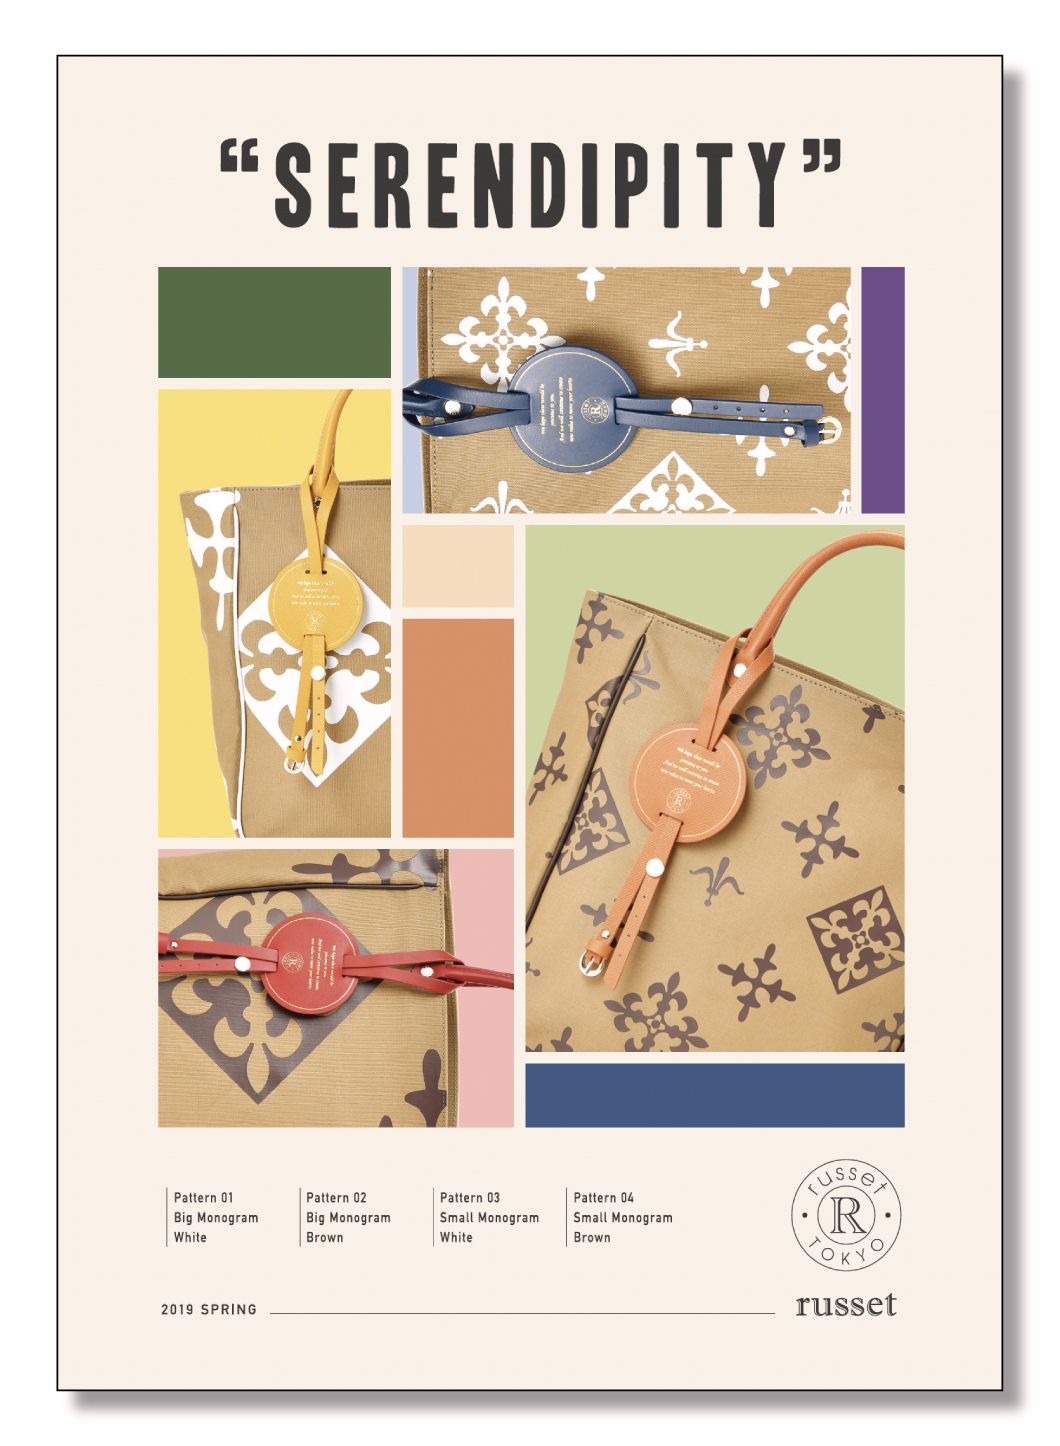 “SERENDIPITY”
Pattern 01
Big Monogram
White
Pattern 02
Big Monogram
Brown
Pattern 03
Small Monogram
White
Pattern 04
Small Monogram
Brown
russet
R
TOKYO
2019 SPRING
russet